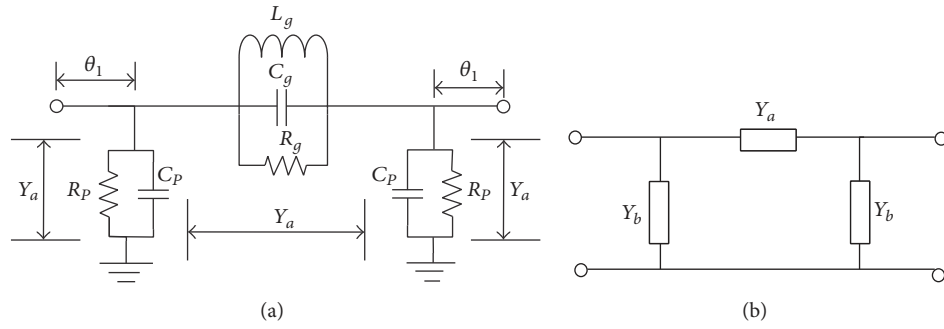 L_g
θ_1
C_g
θ_1
R_g
Y_a
R_P
C_P
Y_a
C_P
R_P
Y_a
(a)
Y_a
Y_b
Y_b
(b)